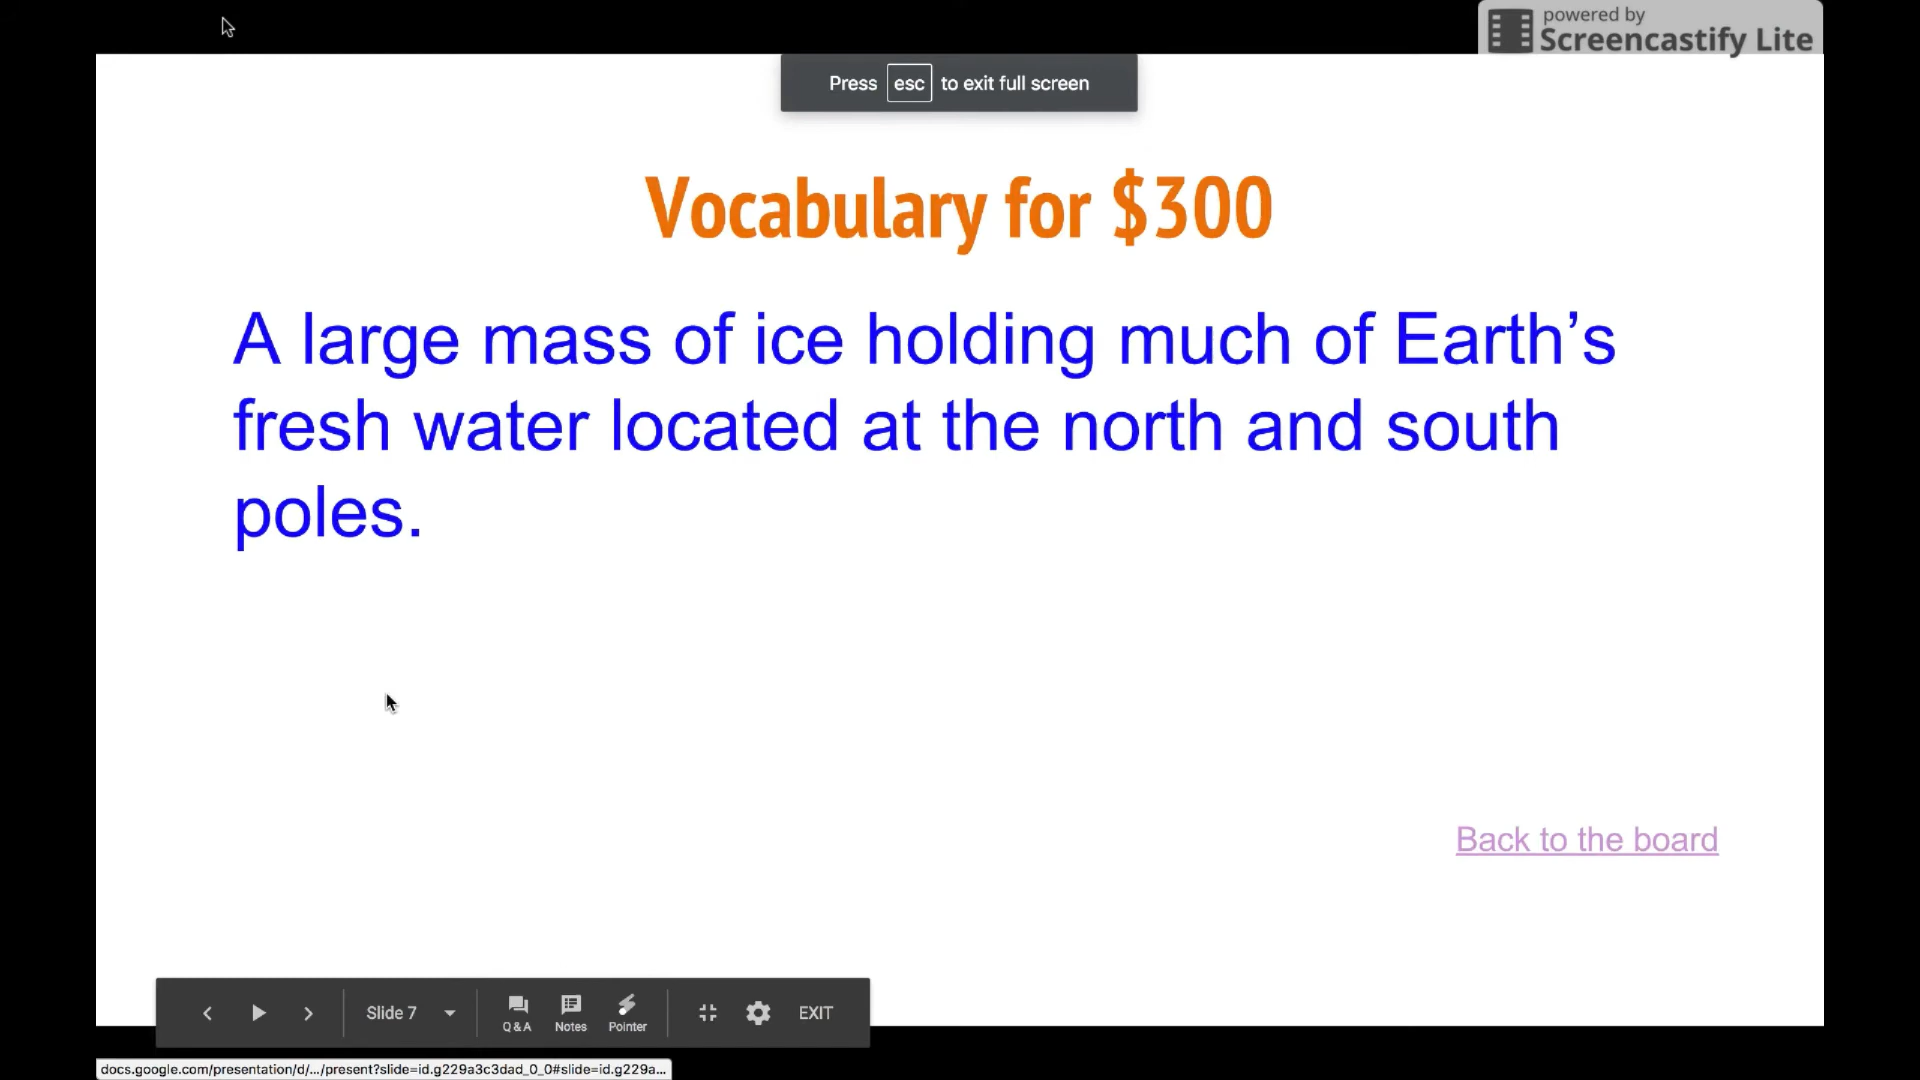 powered by
Screencastify Lite
Press esc to exit full screen
Vocabulary for $300
A large mass of ice holding much of Earth’s
fresh water located at the north and south
poles.
Back to the board
Slide 7
Q & A
Notes
Pointer
EXIT
docs.google.com/presentation/d/.../present?slide=id.g229a3c3dad_0_0#slide=id.g229a...